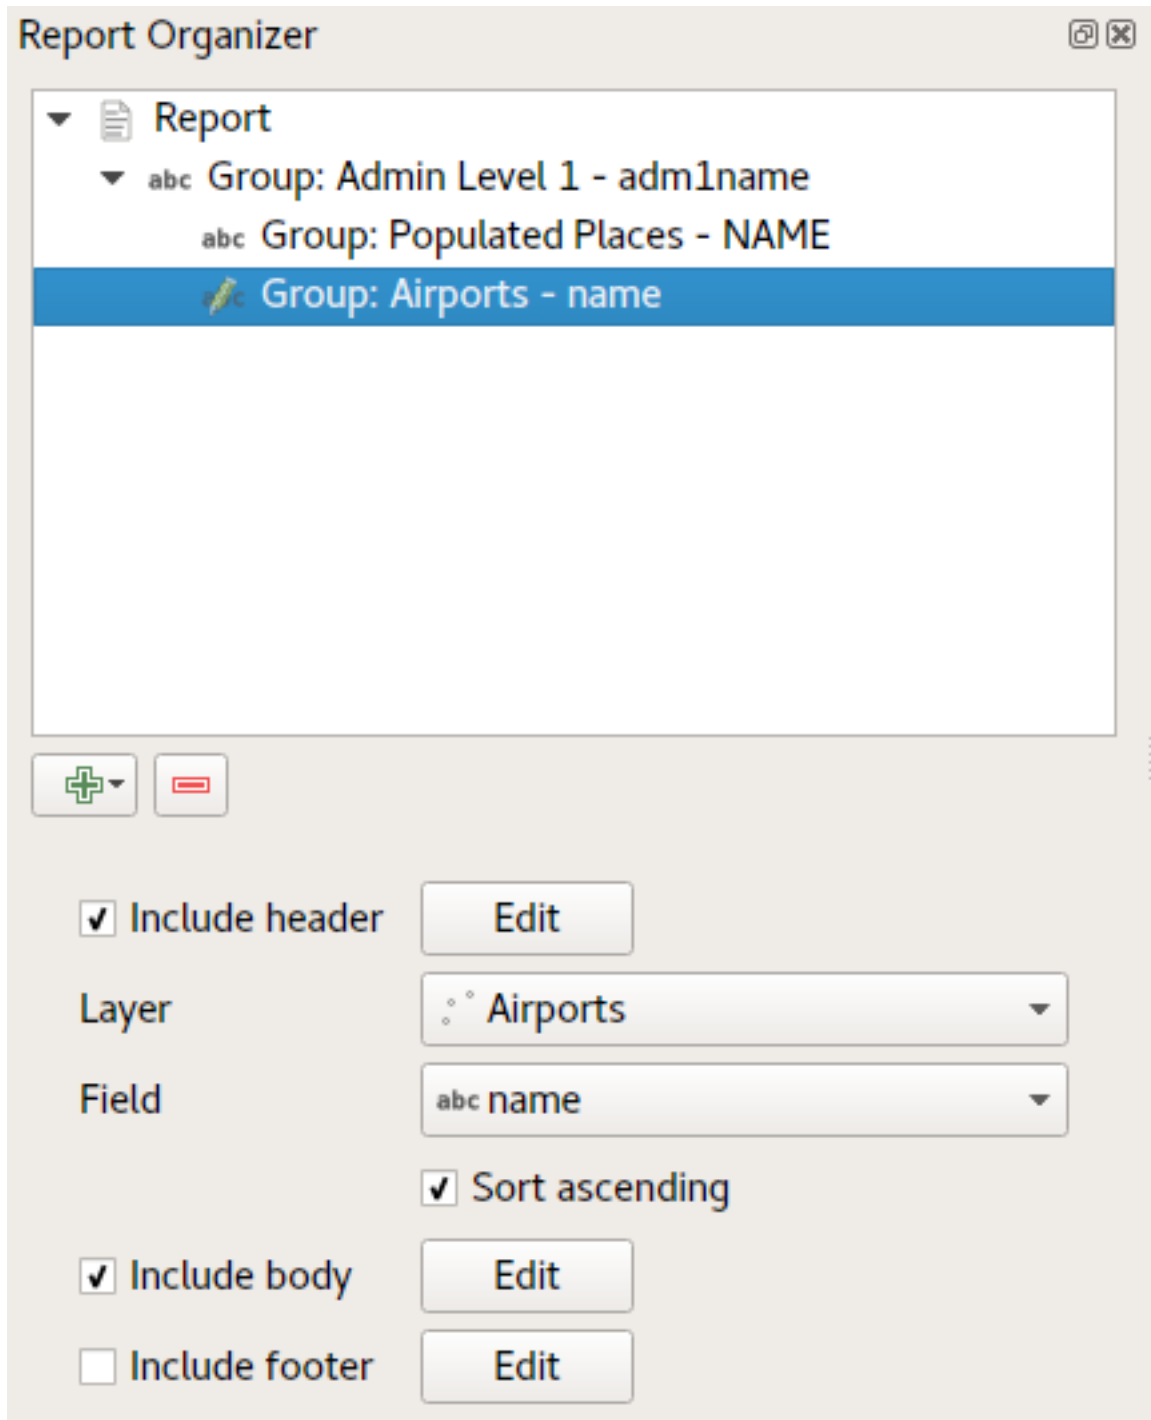 Report Organizer
Report
abc Group: Admin Level 1 - adm1name
abc Group: Populated Places - NAME
Group: Airports - name
Include header Edit
Layer Airports
Field abc name
Sort ascending
Include body Edit
Include footer Edit